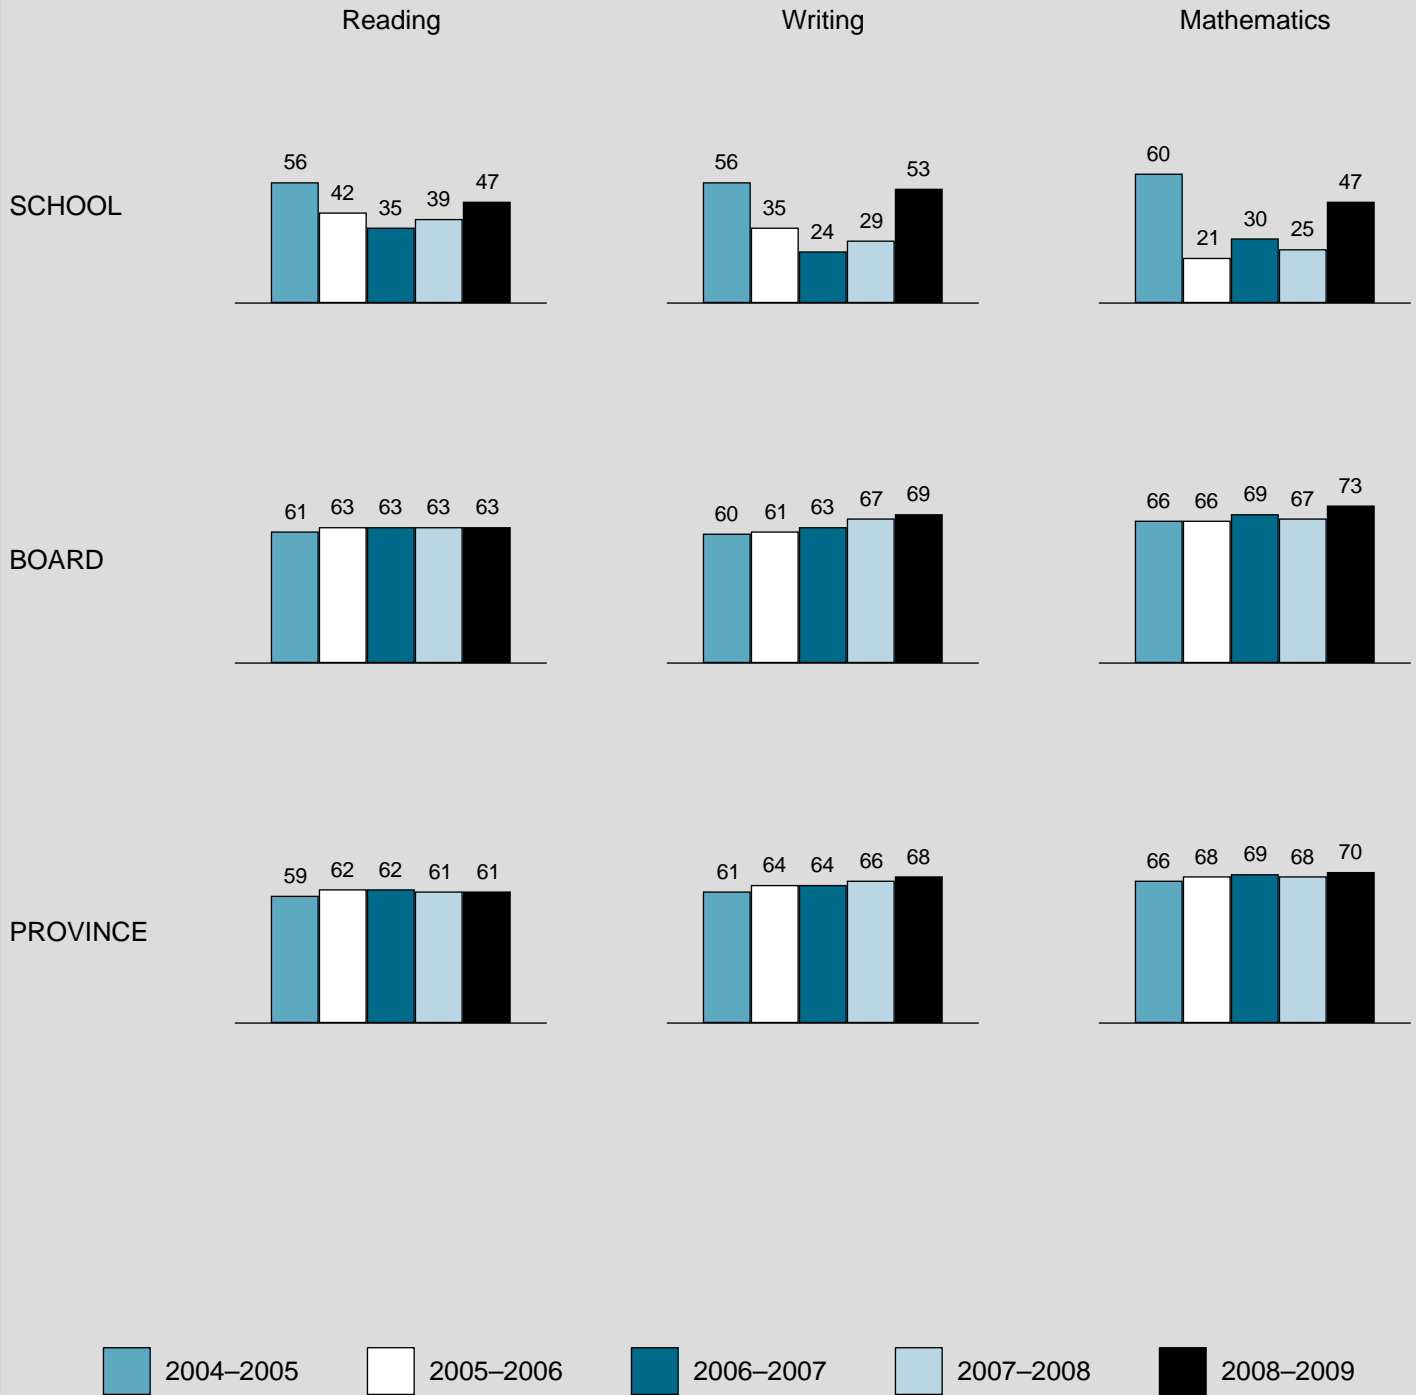 Reading Writing Mathematics
56 42 35 39 47 56 35 24 29 53 60 21 30 25 47
SCHOOL
61 63 63 63 63 60 61 63 67 69 66 66 69 67 73
BOARD
59 62 62 61 61 61 64 64 66 68 66 68 69 68 70
PROVINCE
2004–2005 2005–2006 2006–2007 2007–2008 2008–2009